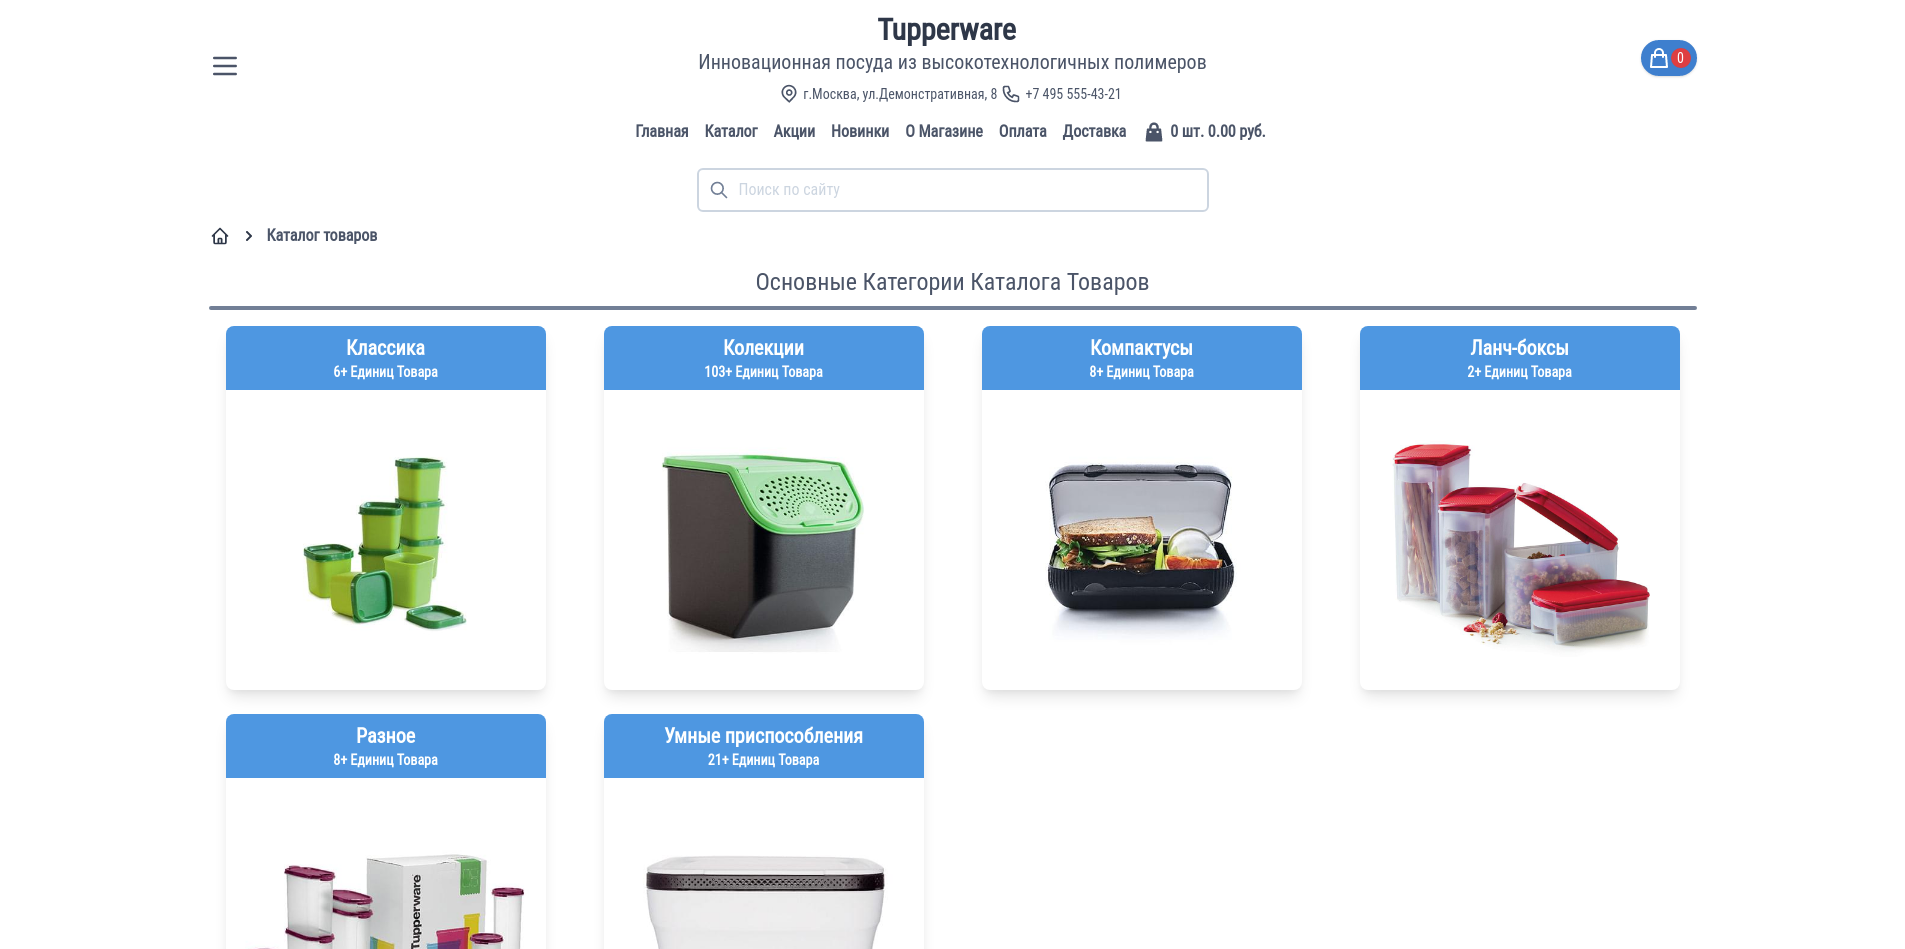 Tupperware
Инновационная посуда из высокотехнологичных полимеров
0
г.Москва, ул.Демонстративная, 8 +7 495 555-43-21
Главная Каталог Акции Новинки О Магазине Оплата Доставка 0 шт. 0.00 руб.
Поиск по сайту
Каталог товаров
Основные Категории Каталога Товаров
Классика
6+ Единиц Товара
Колекции
103+ Единиц Товара
Компактусы
8+ Единиц Товара
Ланч-боксы
2+ Единиц Товара
Разное
8+ Единиц Товара
Tupperware
Умные приспособления
21+ Единиц Товара